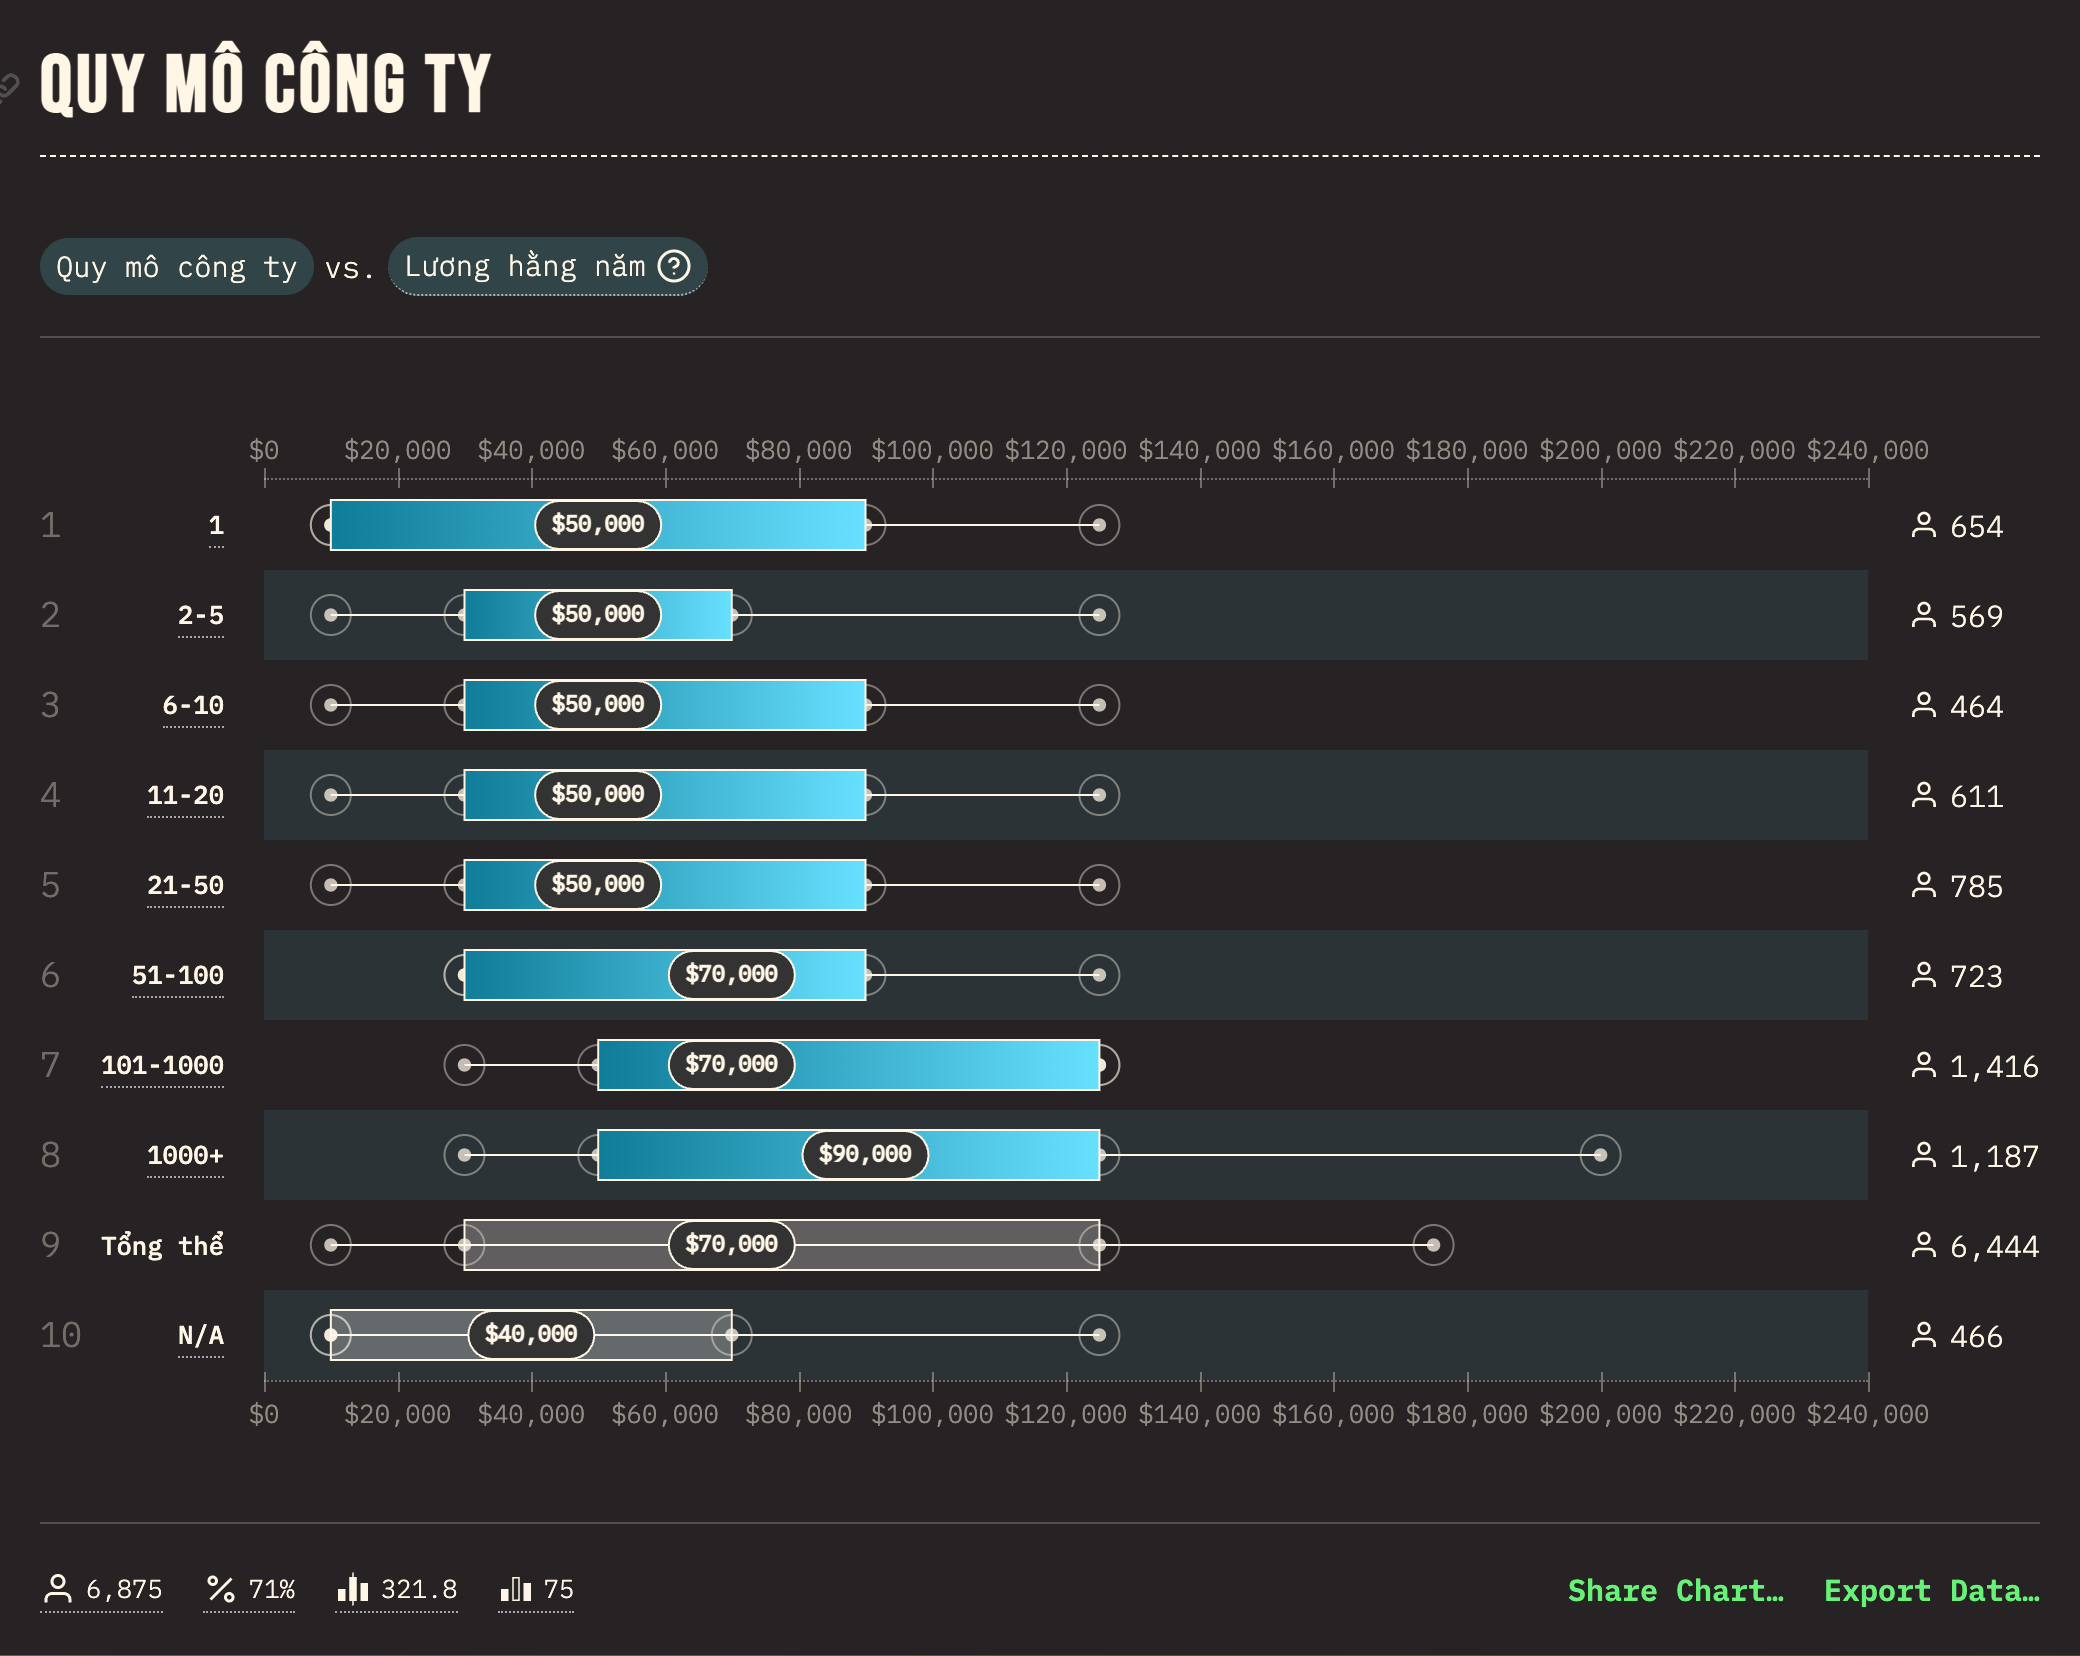 QUY MÔ CÔNG TY
Quy mô công ty vs. Lương hằng năm ?
$0 $20,000 $40,000 $60,000 $80,000 $100,000 $120,000 $140,000 $160,000 $180,000 $200,000 $220,000 $240,000
1 1 $50,000 654
2 2-5 $50,000 569
3 6-10 $50,000 464
4 11-20 $50,000 611
5 21-50 $50,000 785
6 51-100 $70,000 723
7 101-1000 $70,000 1,416
8 1000+ $90,000 1,187
9 Tổng thể $70,000 6,444
10 N/A $40,000 466
$0 $20,000 $40,000 $60,000 $80,000 $100,000 $120,000 $140,000 $160,000 $180,000 $200,000 $220,000 $240,000
6,875 % 71% 321.8 75 Share Chart… Export Data…